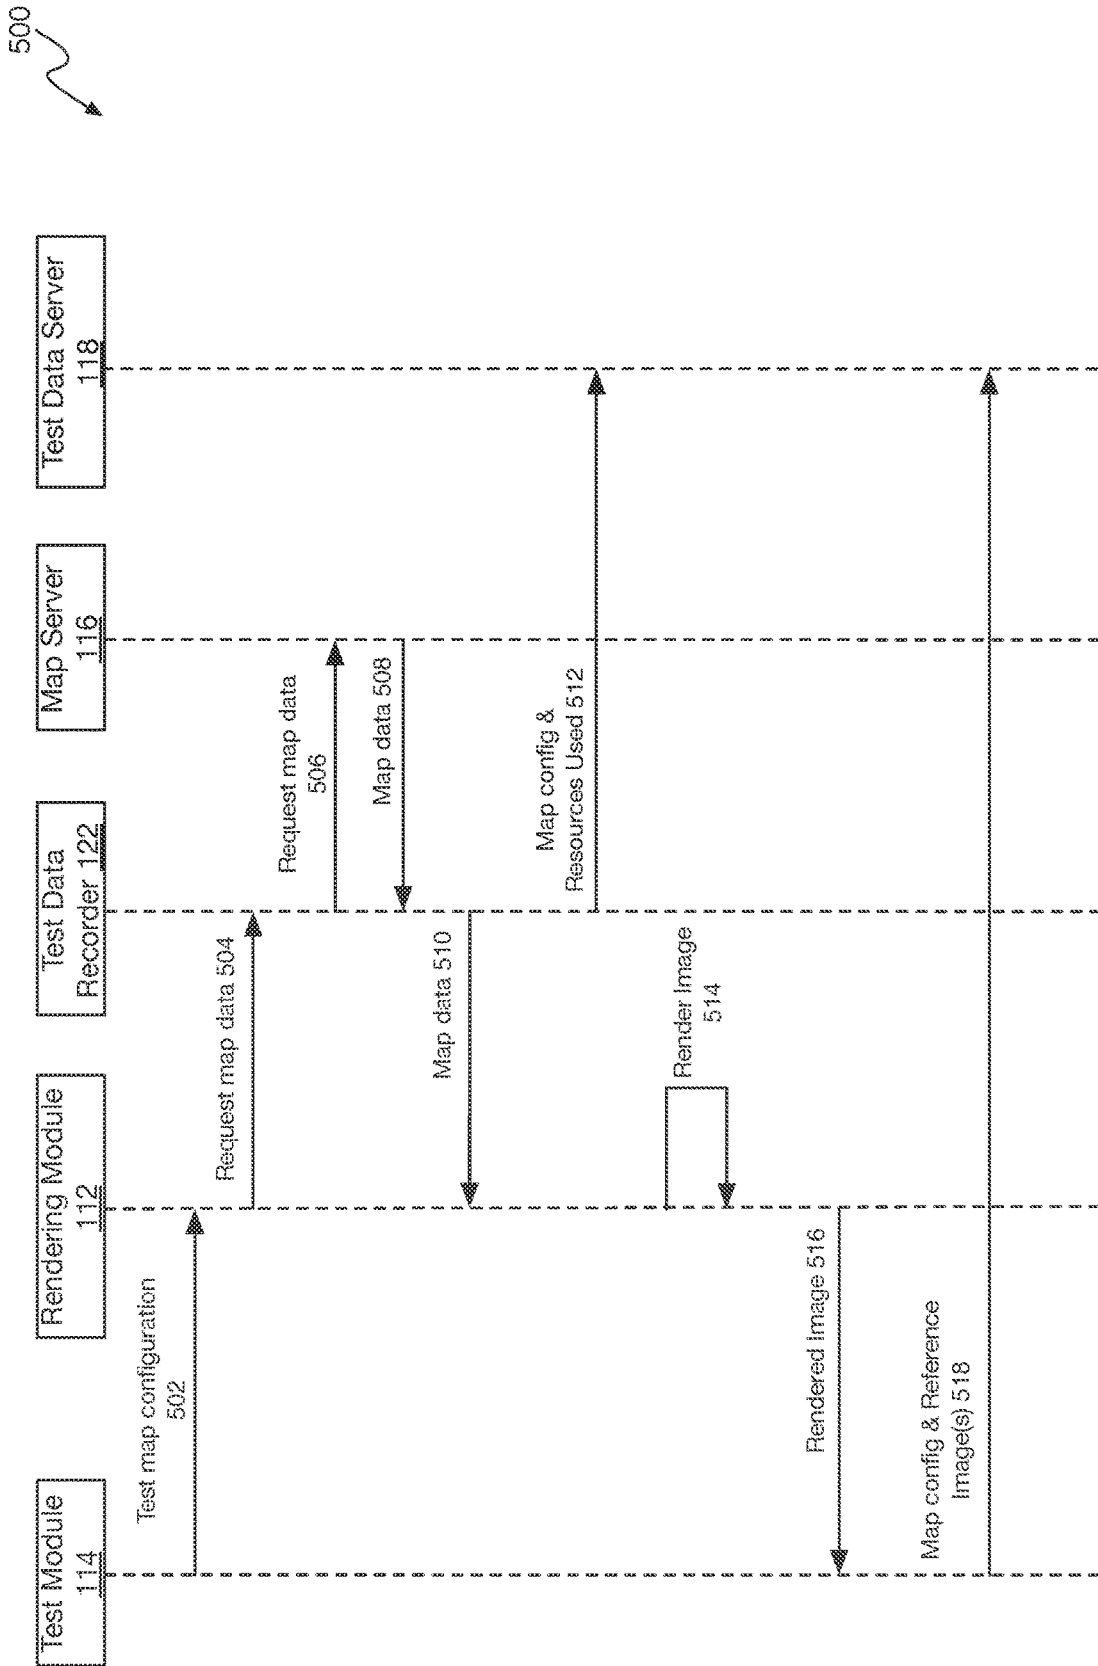 500
Test Module
114
Rendering Module
112
Test Data
Recorder 122
Map Server
116
Test Data Server
118
Test map configuration
502
Request map data 504
Request map data
506
Map data 508
Map data 510
Map config &
Resources Used 512
Render Image
514
Rendered Image 516
Map config & Reference
Image(s) 518